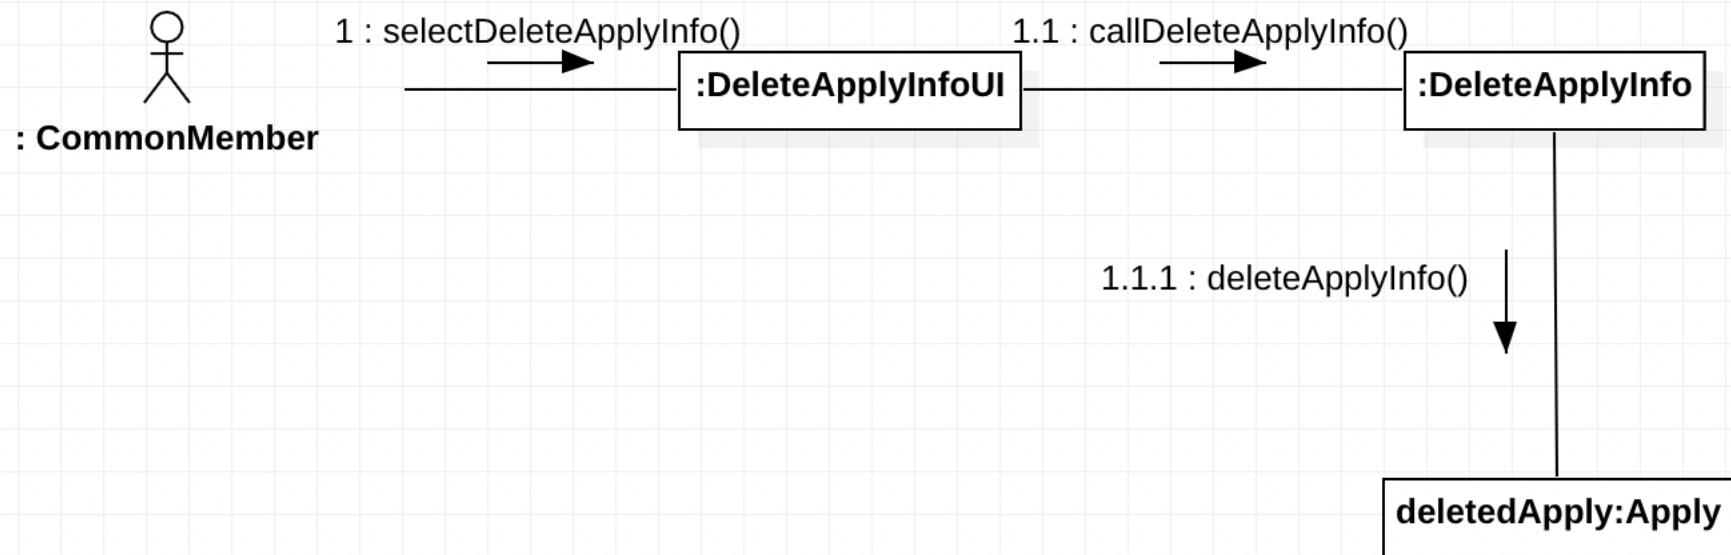 1 : selectDeleteApplyInfo()
1.1 : callDeleteApplyInfo()
:DeleteApplyInfoUI
:DeleteApplyInfo
: CommonMember
1.1.1 : deleteApplyInfo()
deletedApply:Apply